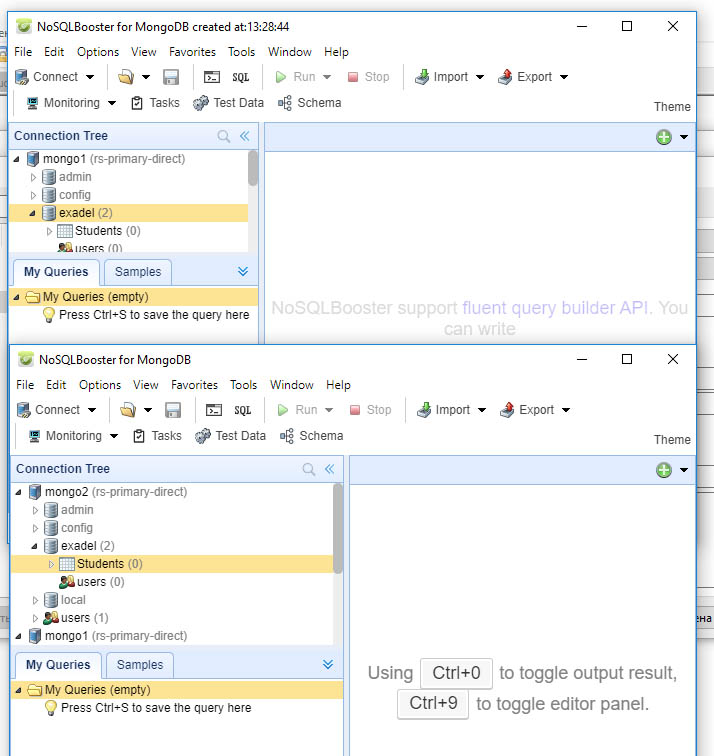 NoSQLBooster for MongoDB created at:13:28:44
File Edit Options View Favorites Tools Window Help
Connect SQL Run Stop Import Export
Monitoring Tasks Test Data Schema
Theme
Connection Tree
mongo1 (rs-primary-direct)
admin
config
exadel (2)
Students (0)
users (0)
My Queries Samples
My Queries (empty)
Press Ctrl+S to save the query here
NoSQLBooster support fluent query builder API. You
can write
NoSQLBooster for MongoDB
File Edit Options View Favorites Tools Window Help
Connect SQL Run Stop Import Export
Monitoring Tasks Test Data Schema
Theme
Connection Tree
mongo2 (rs-primary-direct)
admin
config
exadel (2)
Students (0)
users (0)
local
users (1)
mongo1 (rs-primary-direct)
My Queries Samples
My Queries (empty)
Press Ctrl+S to save the query here
Using Ctrl+0 to toggle output result,
Ctrl+9 to toggle editor panel.